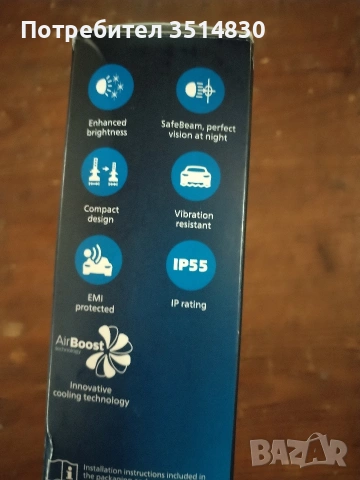 Потребител 3514830
Enhanced
brightness
SafeBeam, perfect
vision at night
Compact
design
Vibration
resistant
IP55
EMI
protected
IP rating
AirBoost
technology
Innovative
cooling technology
Installation instructions included in
the packaging
BAZAR